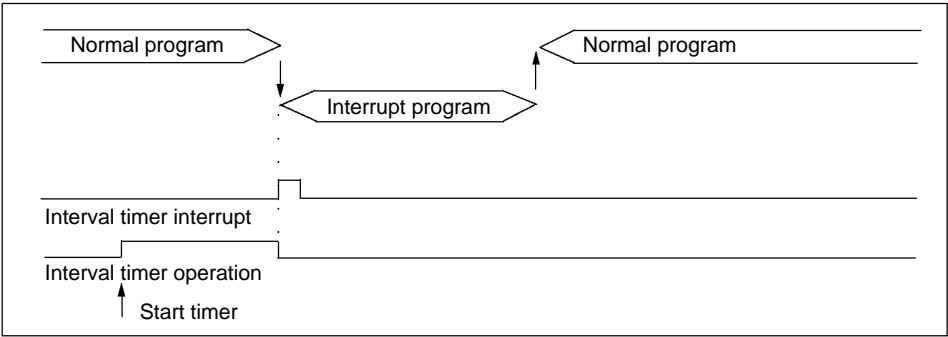 Normal program
Normal program
Interrupt program
Interval timer interrupt
Interval timer operation
Start timer